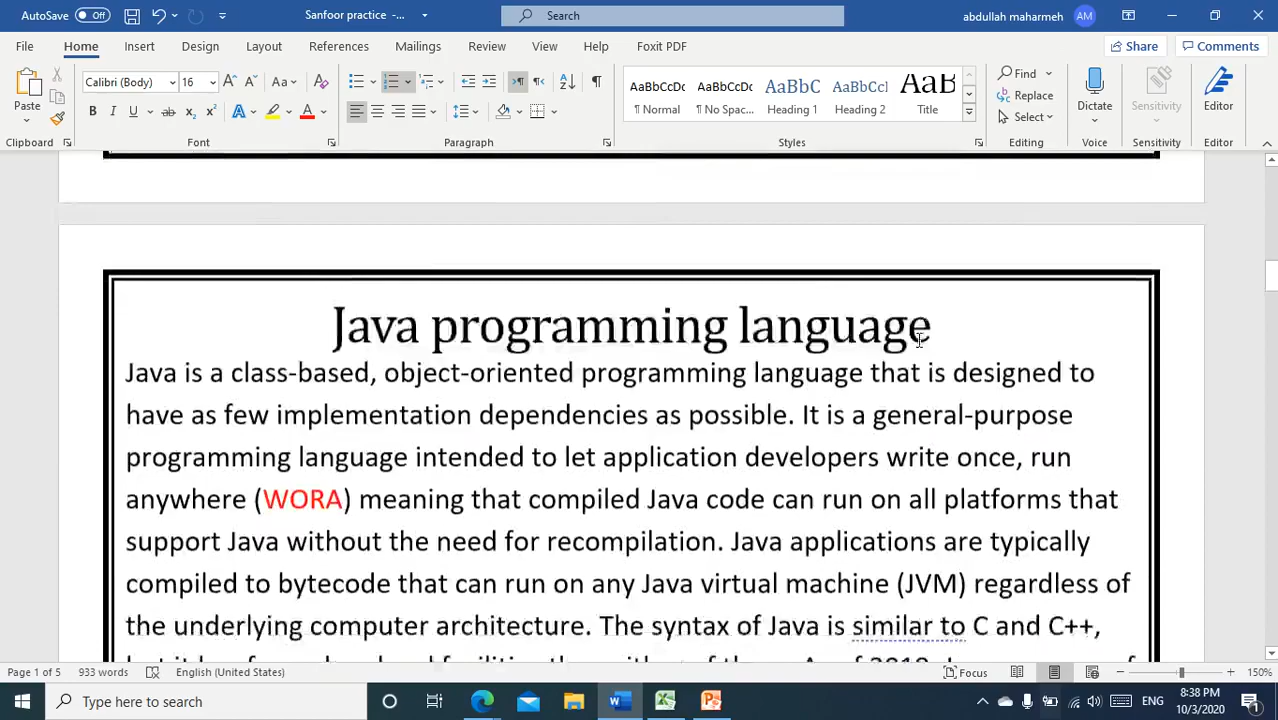 AutoSave Off Sanfoor practice -... Search abdullah maharmeh AM
File Home Insert Design Layout References Mailings Review View Help Foxit PDF Share Comments
Calibri (Body) 16 Aa AaBbCcDc AaBbCcDc AaBbC AaBbCcI AaB Find Replace Select
Paste B I U ab x₂ x² A A ¶ Normal ¶ No Spac... Heading 1 Heading 2 Title Dictate Sensitivity Editor
Clipboard Font Paragraph Styles Editing Voice Sensitivity Editor
Java programming language
Java is a class-based, object-oriented programming language that is designed to
have as few implementation dependencies as possible. It is a general-purpose
programming language intended to let application developers write once, run
anywhere (WORA) meaning that compiled Java code can run on all platforms that
support Java without the need for recompilation. Java applications are typically
compiled to bytecode that can run on any Java virtual machine (JVM) regardless of
the underlying computer architecture. The syntax of Java is similar to C and C++,
Page 1 of 5 933 words English (United States) Focus 150%
Type here to search ENG 8:38 PM
10/3/2020 1